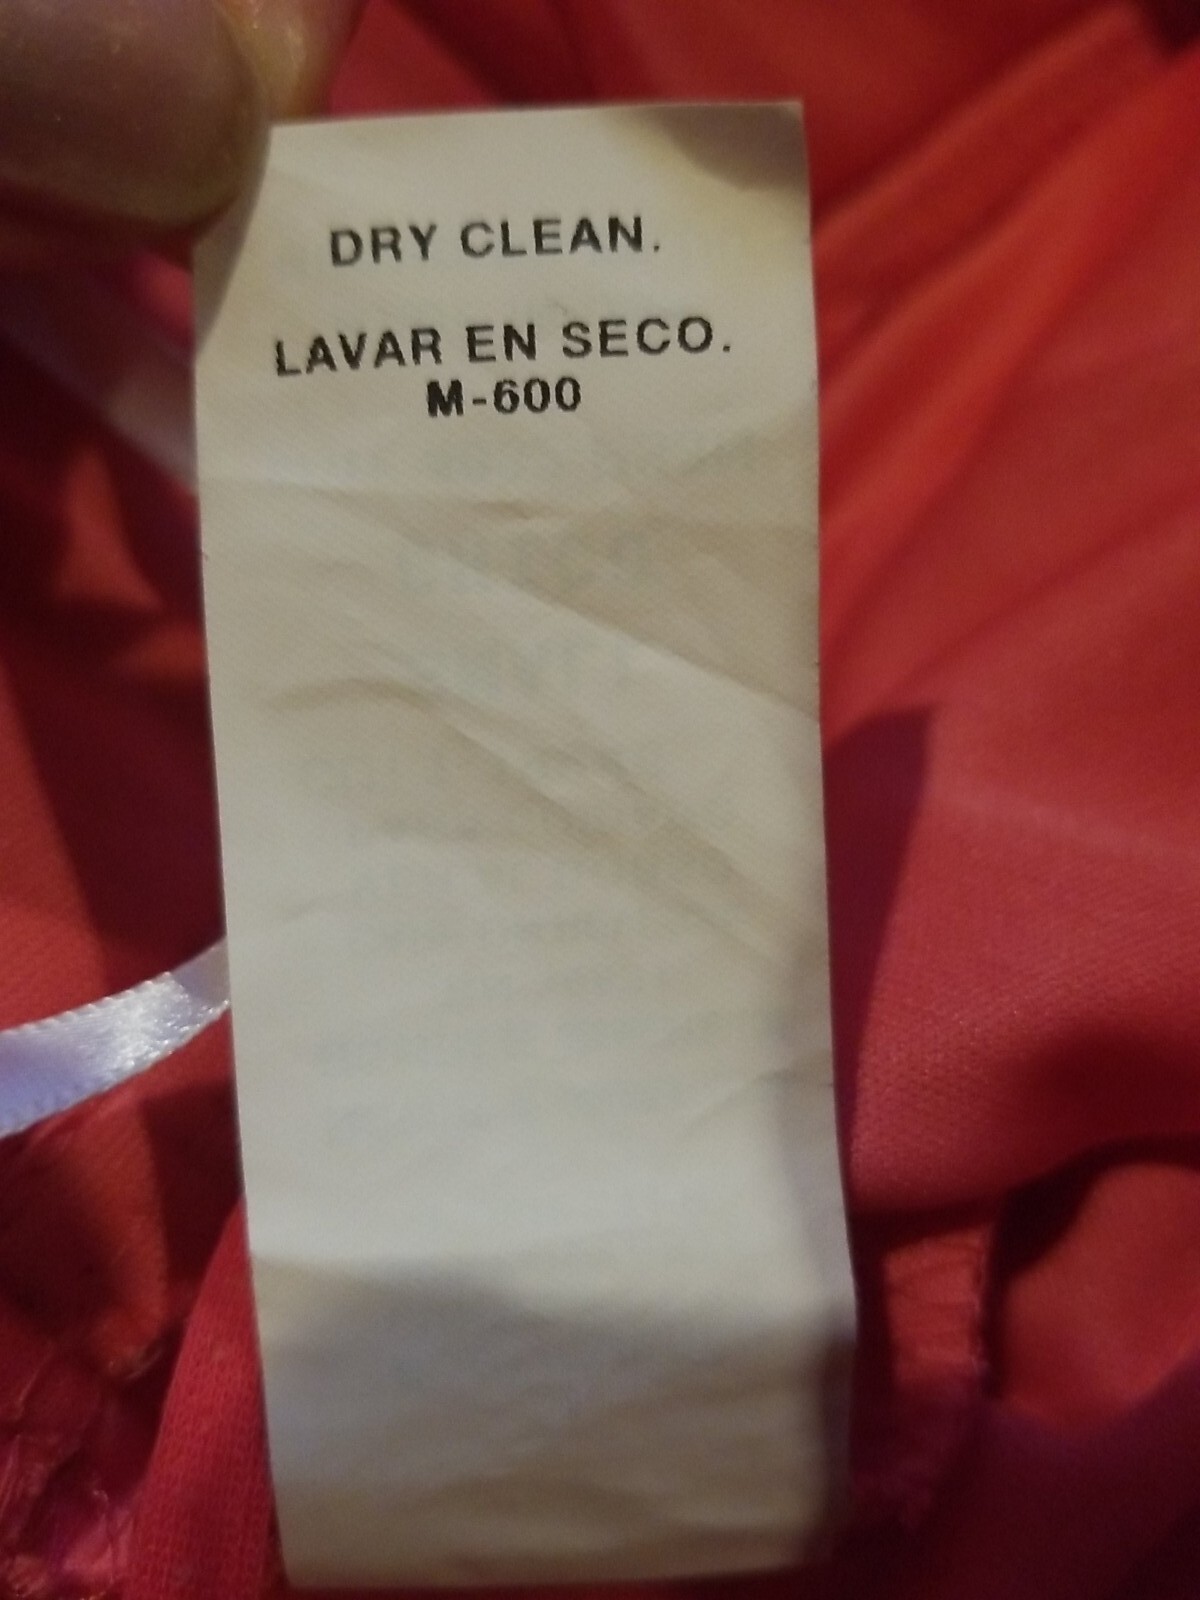 DRY CLEAN.
LAVAR EN SECO.
M-600